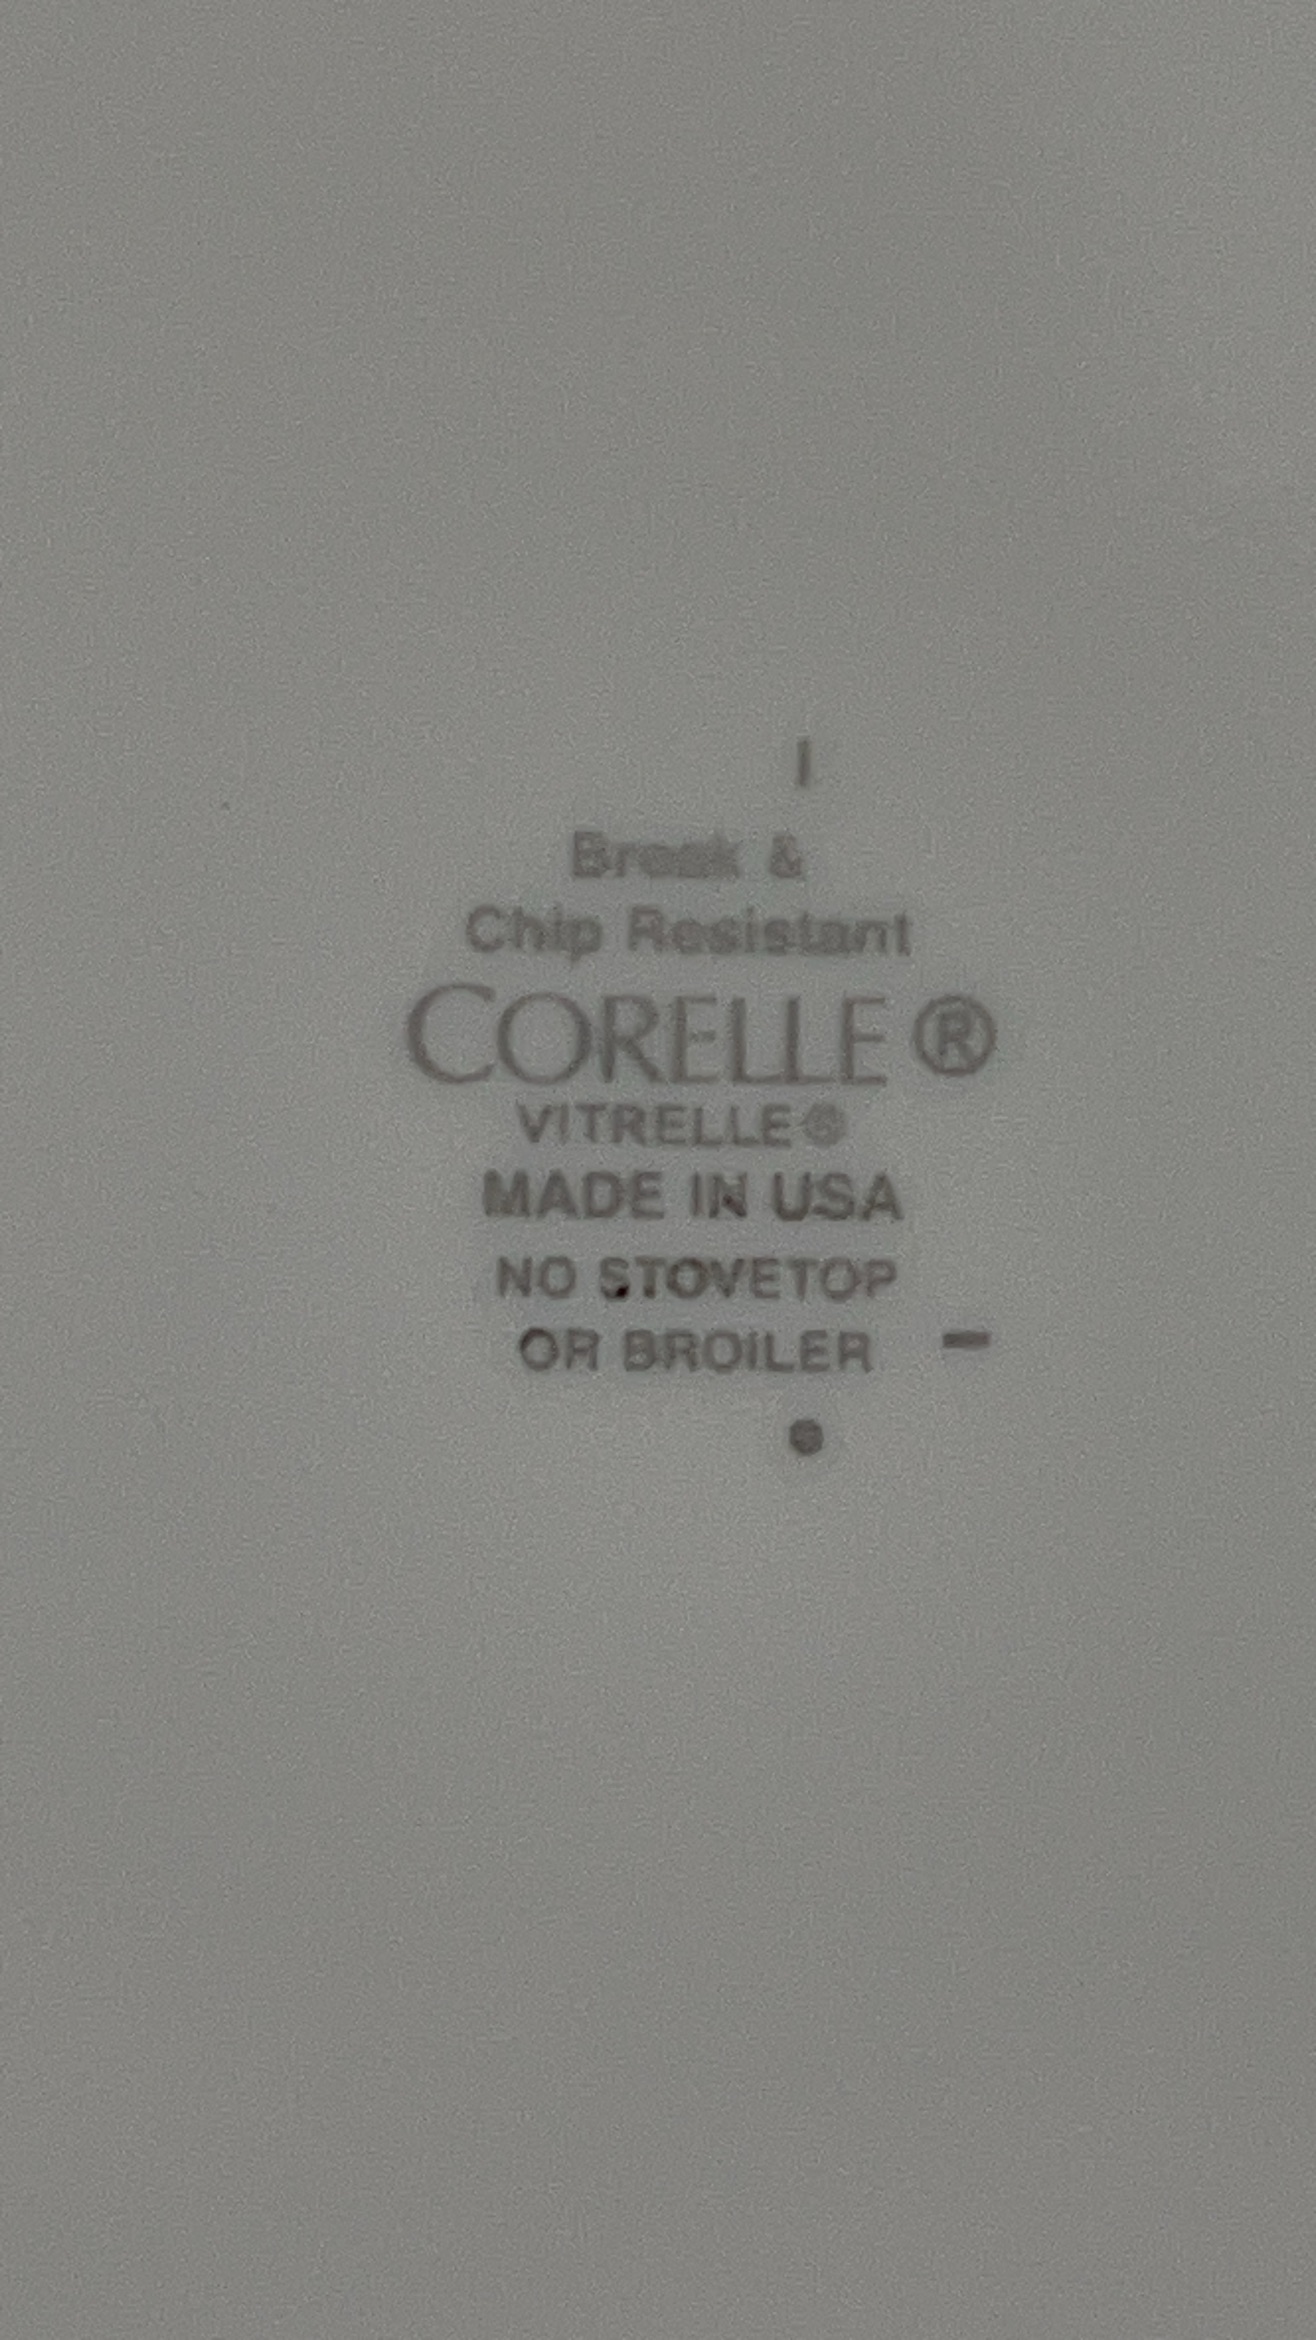 Break &
Chip Resistant
CORELLE®
VITRELLE®
MADE IN USA
NO STOVETOP
OR BROILER